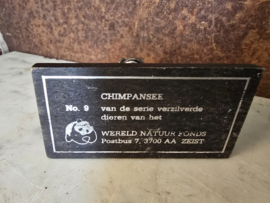 CHIMPANSEE
No. 9 van de serie verzilverde
dieren van het
WERELD NATUUR FONDS
Postbus 7, 3700 AA ZEIST